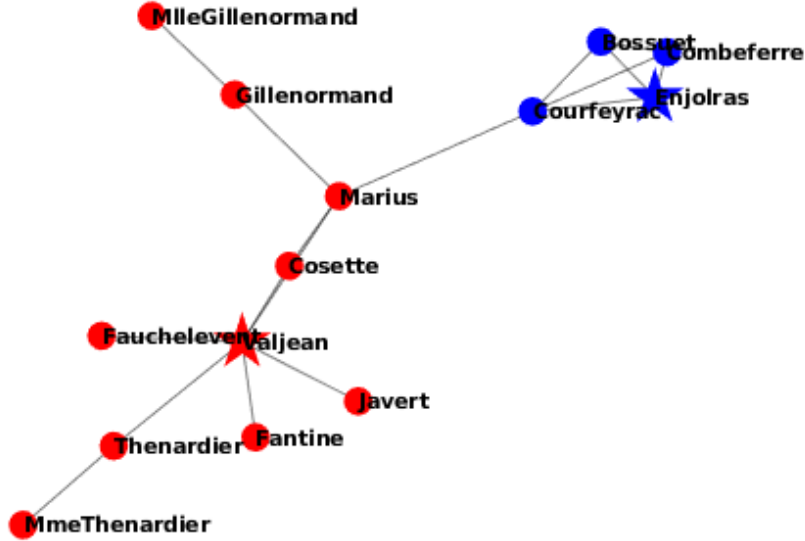 MlleGillenormand
Bossuet
Combeferre
Gillenormand
Enjolras
Courfeyrac
Marius
Cosette
Fauchelevent
Valjean
Javert
Fantine
Thenardier
MmeThenardier